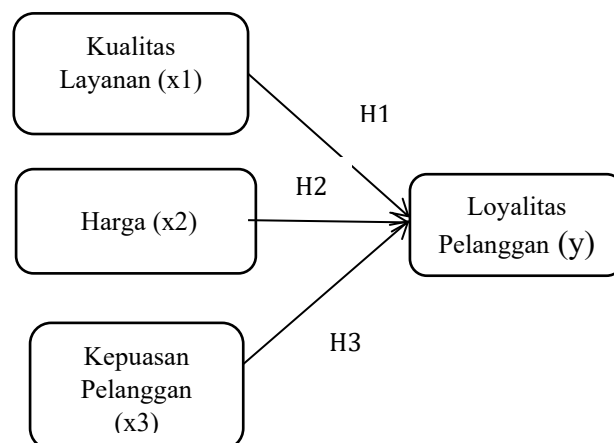 Kualitas
Layanan (x1)
H1
H2
Harga (x2)
Loyalitas
Pelanggan (y)
H3
Kepuasan
Pelanggan
(x3)